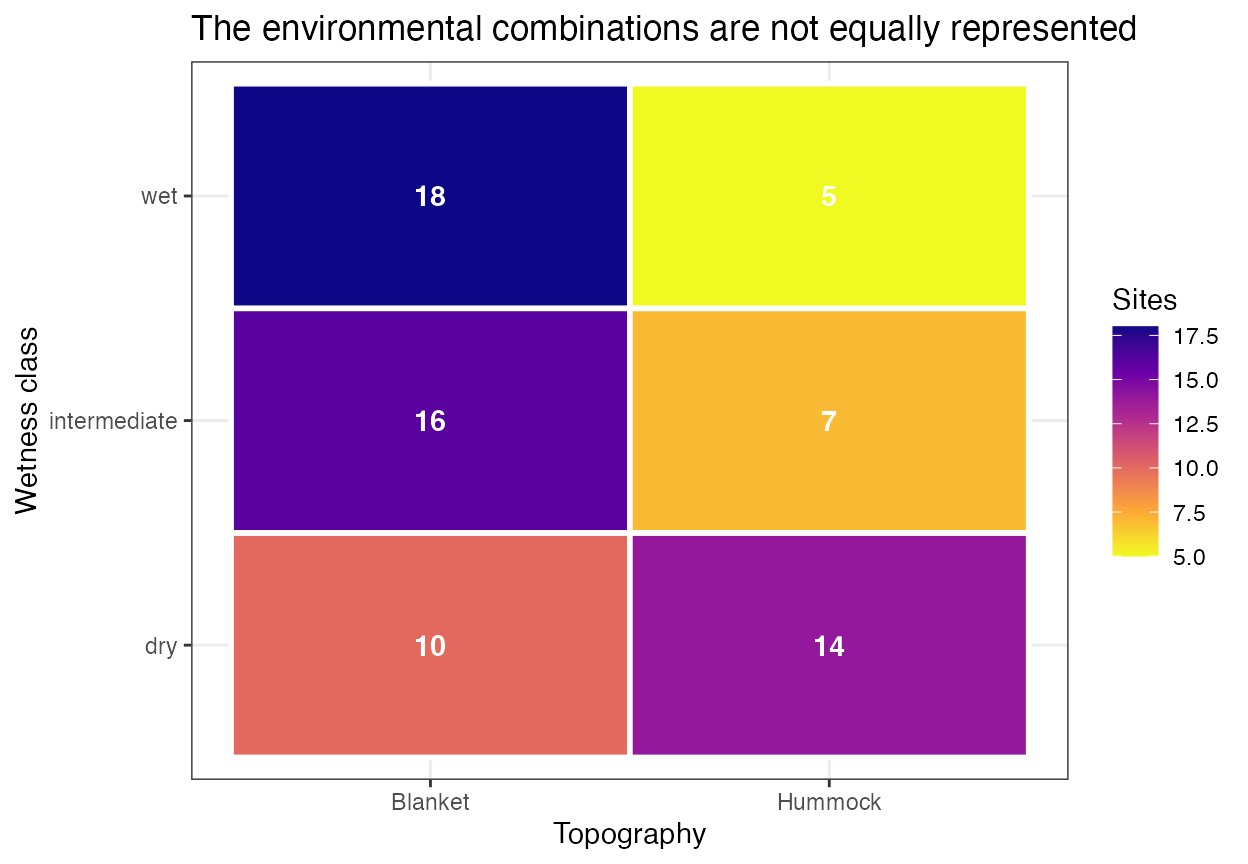 The environmental combinations are not equally represented
Wetness class
wet
intermediate
dry
18
5
16
7
10
14
Blanket
Hummock
Topography
Sites
17.5
15.0
12.5
10.0
7.5
5.0